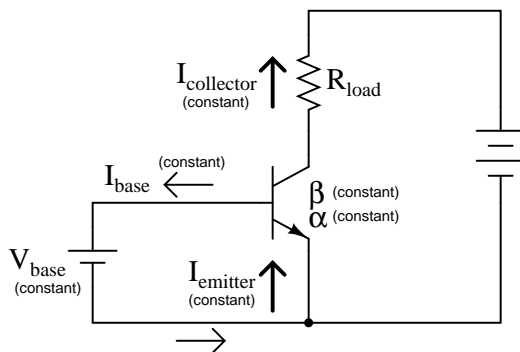 I collector
(constant)
R load
(constant)
I base
β (constant)
α (constant)
V base
(constant)
I emitter
(constant)